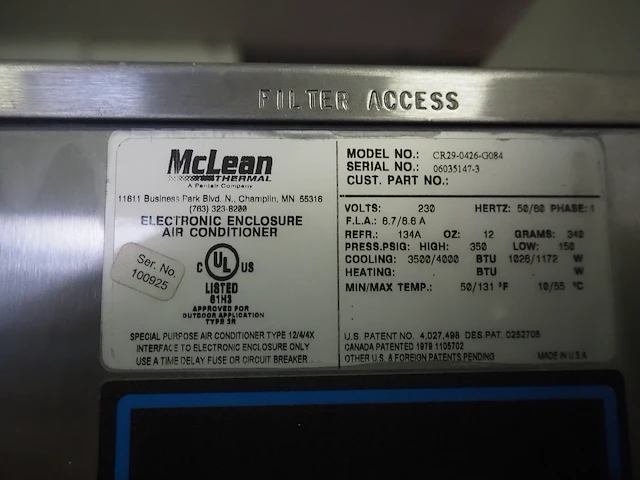 FILTER ACCESS
McLean
THERMAL
A Pentair Company
11611 Business Park Blvd. N., Champlin, MN 55316
(763) 323-8200
ELECTRONIC ENCLOSURE
AIR CONDITIONER
Ser. No.
100925
C UL US
LISTED
61H3
APPROVED FOR
OUTDOOR APPLICATION
TYPE 3R
SPECIAL PURPOSE AIR CONDITIONER TYPE 12/4/4X
INTERFACE TO ELECTRONIC ENCLOSURE ONLY
USE A TIME DELAY FUSE OR CIRCUIT BREAKER
MODEL NO.: CR29-0426-G084
SERIAL NO.: 06035147-3
CUST. PART NO.:
VOLTS: 230 HERTZ: 50/60 PHASE: 1
F.L.A.: 6.7/6.6 A
REFR.: 134A OZ: 12 GRAMS: 340
PRESS.PSIG: HIGH: 350 LOW: 150
COOLING: 3500/4000 BTU 1026/1172 W
HEATING: BTU W
MIN/MAX TEMP.: 50/131 °F 10/55 °C
U.S. PATENT NO. 4,027,498 DES.PAT. 0252705
CANADA PATENTED 1979 1105702
OTHER U.S. & FOREIGN PATENTS PENDING MADE IN U.S.A